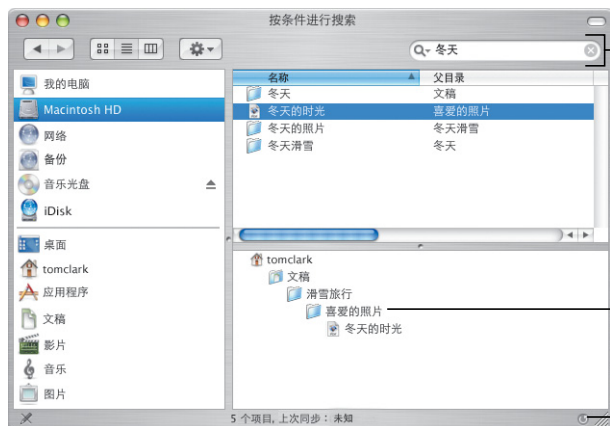 按条件进行搜索
冬天
我的电脑
Macintosh HD
网络
备份
音乐光盘
iDisk
桌面
tomclark
应用程序
文稿
影片
音乐
图片
名称 父目录
冬天 文稿
冬天的时光 喜爱的照片
冬天的照片 冬天滑雪
冬天滑雪 冬天
tomclark
文稿
滑雪旅行
喜爱的照片
冬天的时光
5 个项目, 上次同步： 未知